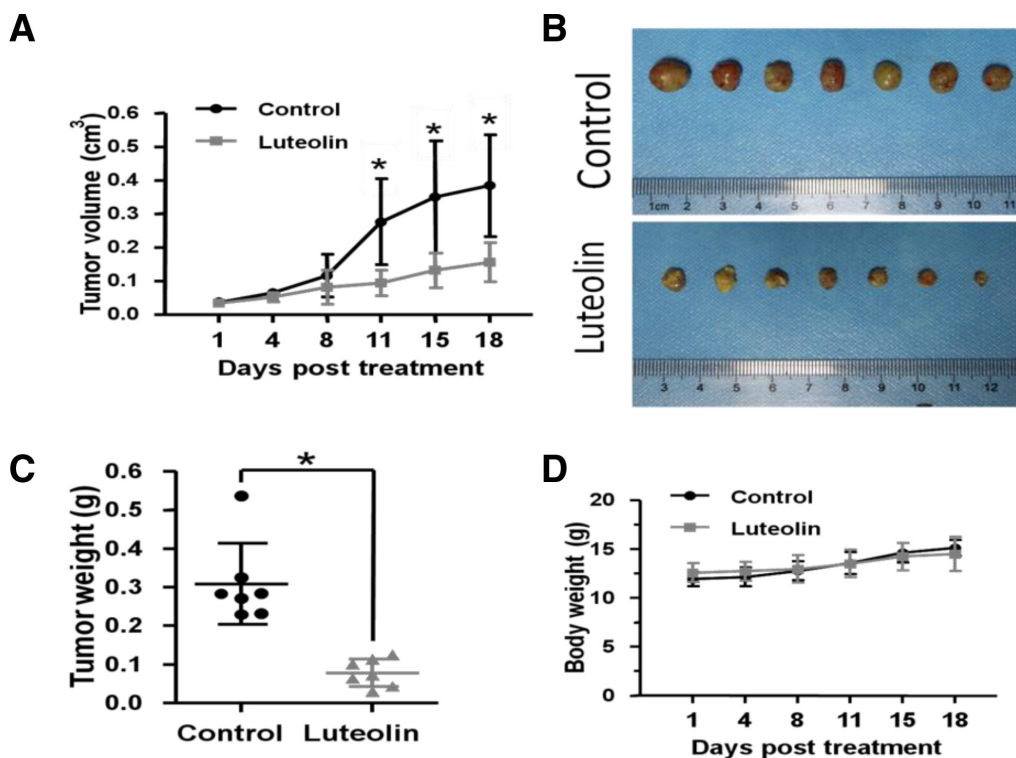 A
Tumor volume (cm3)
0.6
0.5
0.4
0.3
0.2
0.1
0.0
Control
Luteolin
*
*
*
1 4 8 11 15 18
Days post treatment
B
Control
1cm 2 3 4 5 6 7 8 9 10 11
Luteolin
3 4 5 6 7 8 9 10 11 12
C
Tumor weight (g)
0.6
0.5
0.4
0.3
0.2
0.1
0.0
*
Control Luteolin
D
Body weight (g)
20
15
10
5
0
Control
Luteolin
1 4 8 11 15 18
Days post treatment